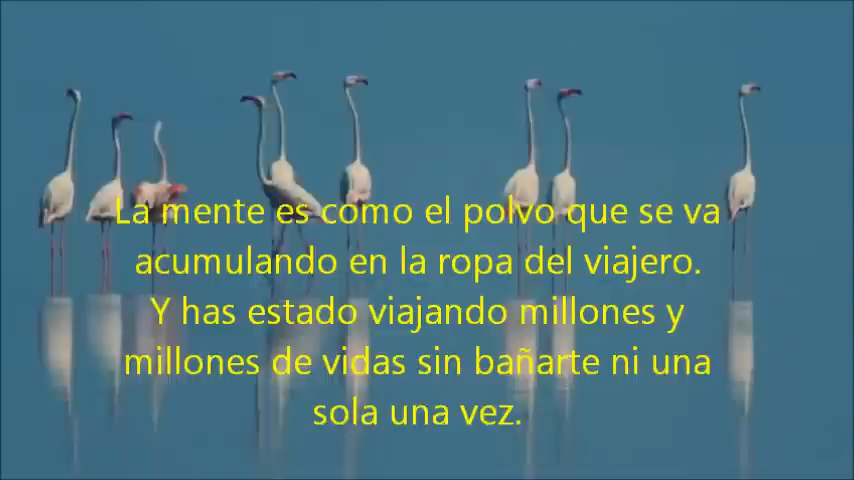 La mente es como el polvo que se va
acumulando en la ropa del viajero.
Y has estado viajando millones y
millones de vidas sin bañarte ni una
sola una vez.